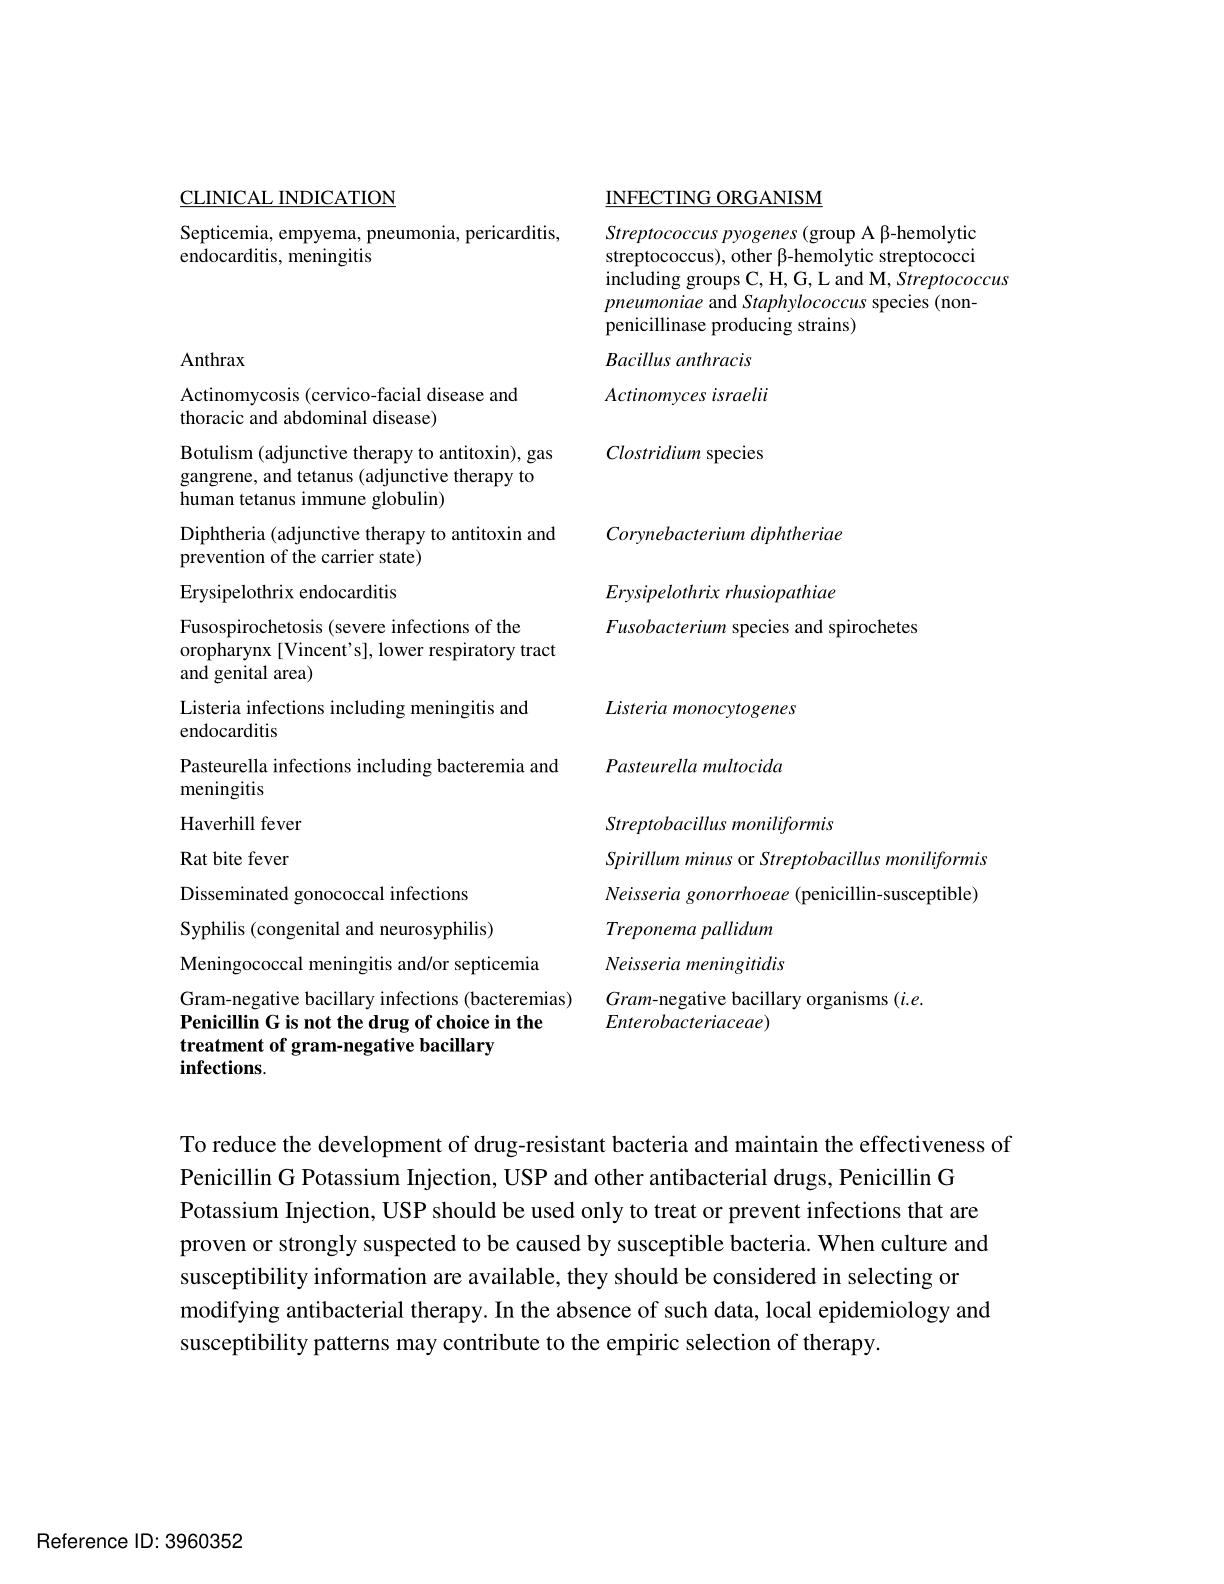 CLINICAL INDICATION
INFECTING ORGANISM
Septicemia, empyema, pneumonia, pericarditis,
endocarditis, meningitis
Streptococcus pyogenes (group A β-hemolytic
streptococcus), other β-hemolytic streptococci
including groups C, H, G, L and M, Streptococcus
pneumoniae and Staphylococcus species (non-
penicillinase producing strains)
Anthrax
Bacillus anthracis
Actinomycosis (cervico-facial disease and
thoracic and abdominal disease)
Actinomyces israelii
Botulism (adjunctive therapy to antitoxin), gas
gangrene, and tetanus (adjunctive therapy to
human tetanus immune globulin)
Clostridium species
Diphtheria (adjunctive therapy to antitoxin and
prevention of the carrier state)
Corynebacterium diphtheriae
Erysipelothrix endocarditis
Erysipelothrix rhusiopathiae
Fusospirochetosis (severe infections of the
oropharynx [Vincent’s], lower respiratory tract
and genital area)
Fusobacterium species and spirochetes
Listeria infections including meningitis and
endocarditis
Listeria monocytogenes
Pasteurella infections including bacteremia and
meningitis
Pasteurella multocida
Haverhill fever
Streptobacillus moniliformis
Rat bite fever
Spirillum minus or Streptobacillus moniliformis
Disseminated gonococcal infections
Neisseria gonorrhoeae (penicillin-susceptible)
Syphilis (congenital and neurosyphilis)
Treponema pallidum
Meningococcal meningitis and/or septicemia
Neisseria meningitidis
Gram-negative bacillary infections (bacteremias)
Penicillin G is not the drug of choice in the
treatment of gram-negative bacillary
infections.
Gram-negative bacillary organisms (i.e.
Enterobacteriaceae)
To reduce the development of drug-resistant bacteria and maintain the effectiveness of
Penicillin G Potassium Injection, USP and other antibacterial drugs, Penicillin G
Potassium Injection, USP should be used only to treat or prevent infections that are
proven or strongly suspected to be caused by susceptible bacteria. When culture and
susceptibility information are available, they should be considered in selecting or
modifying antibacterial therapy. In the absence of such data, local epidemiology and
susceptibility patterns may contribute to the empiric selection of therapy.
Reference ID: 3960352